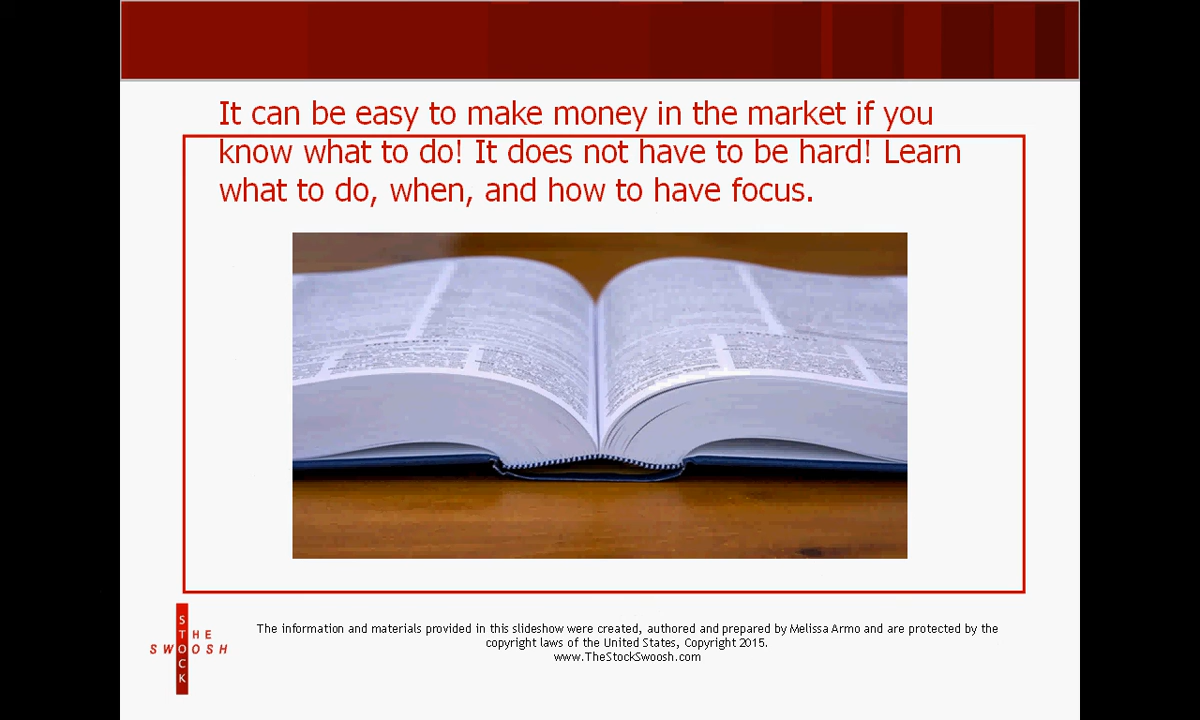 It can be easy to make money in the market if you
know what to do! It does not have to be hard! Learn
what to do, when, and how to have focus.
THE
STOCK
SWOOSH
The information and materials provided in this slideshow were created, authored and prepared by Melissa Armo and are protected by the
copyright laws of the United States, Copyright 2015.
www.TheStockSwoosh.com